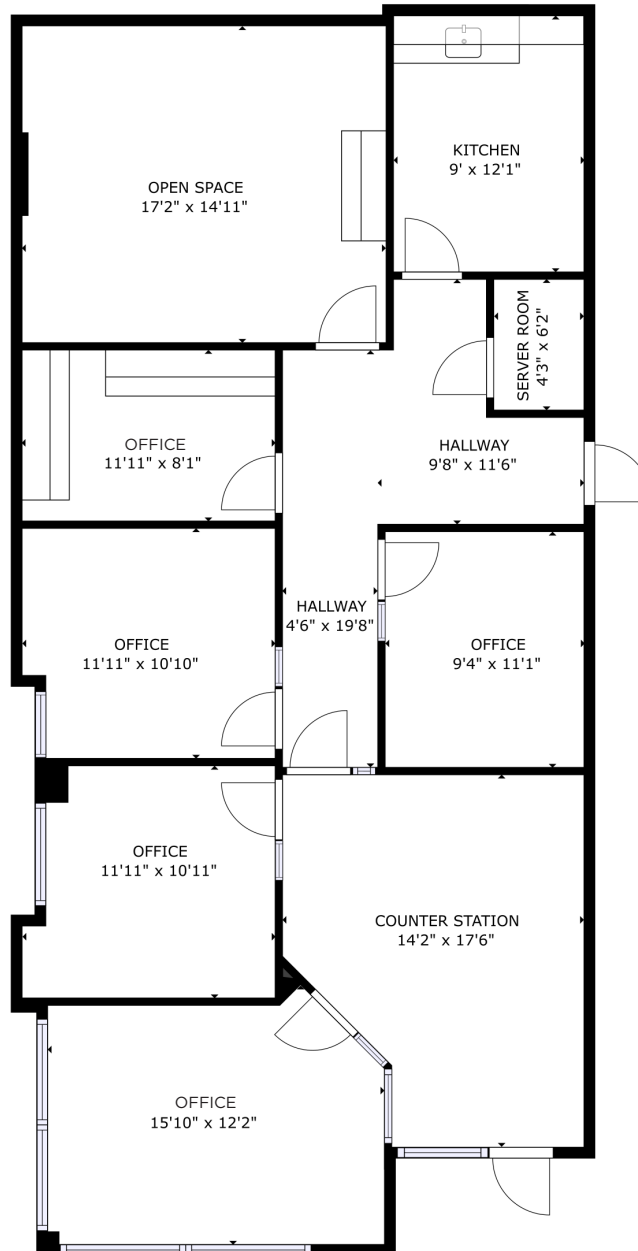 KITCHEN
9' x 12'1"
OPEN SPACE
17'2" x 14'11"
SERVER ROOM
4'3" x 6'2"
OFFICE
11'11" x 8'1"
HALLWAY
9'8" x 11'6"
HALLWAY
4'6" x 19'8"
OFFICE
11'11" x 10'10"
OFFICE
9'4" x 11'1"
OFFICE
11'11" x 10'11"
COUNTER STATION
14'2" x 17'6"
OFFICE
15'10" x 12'2"